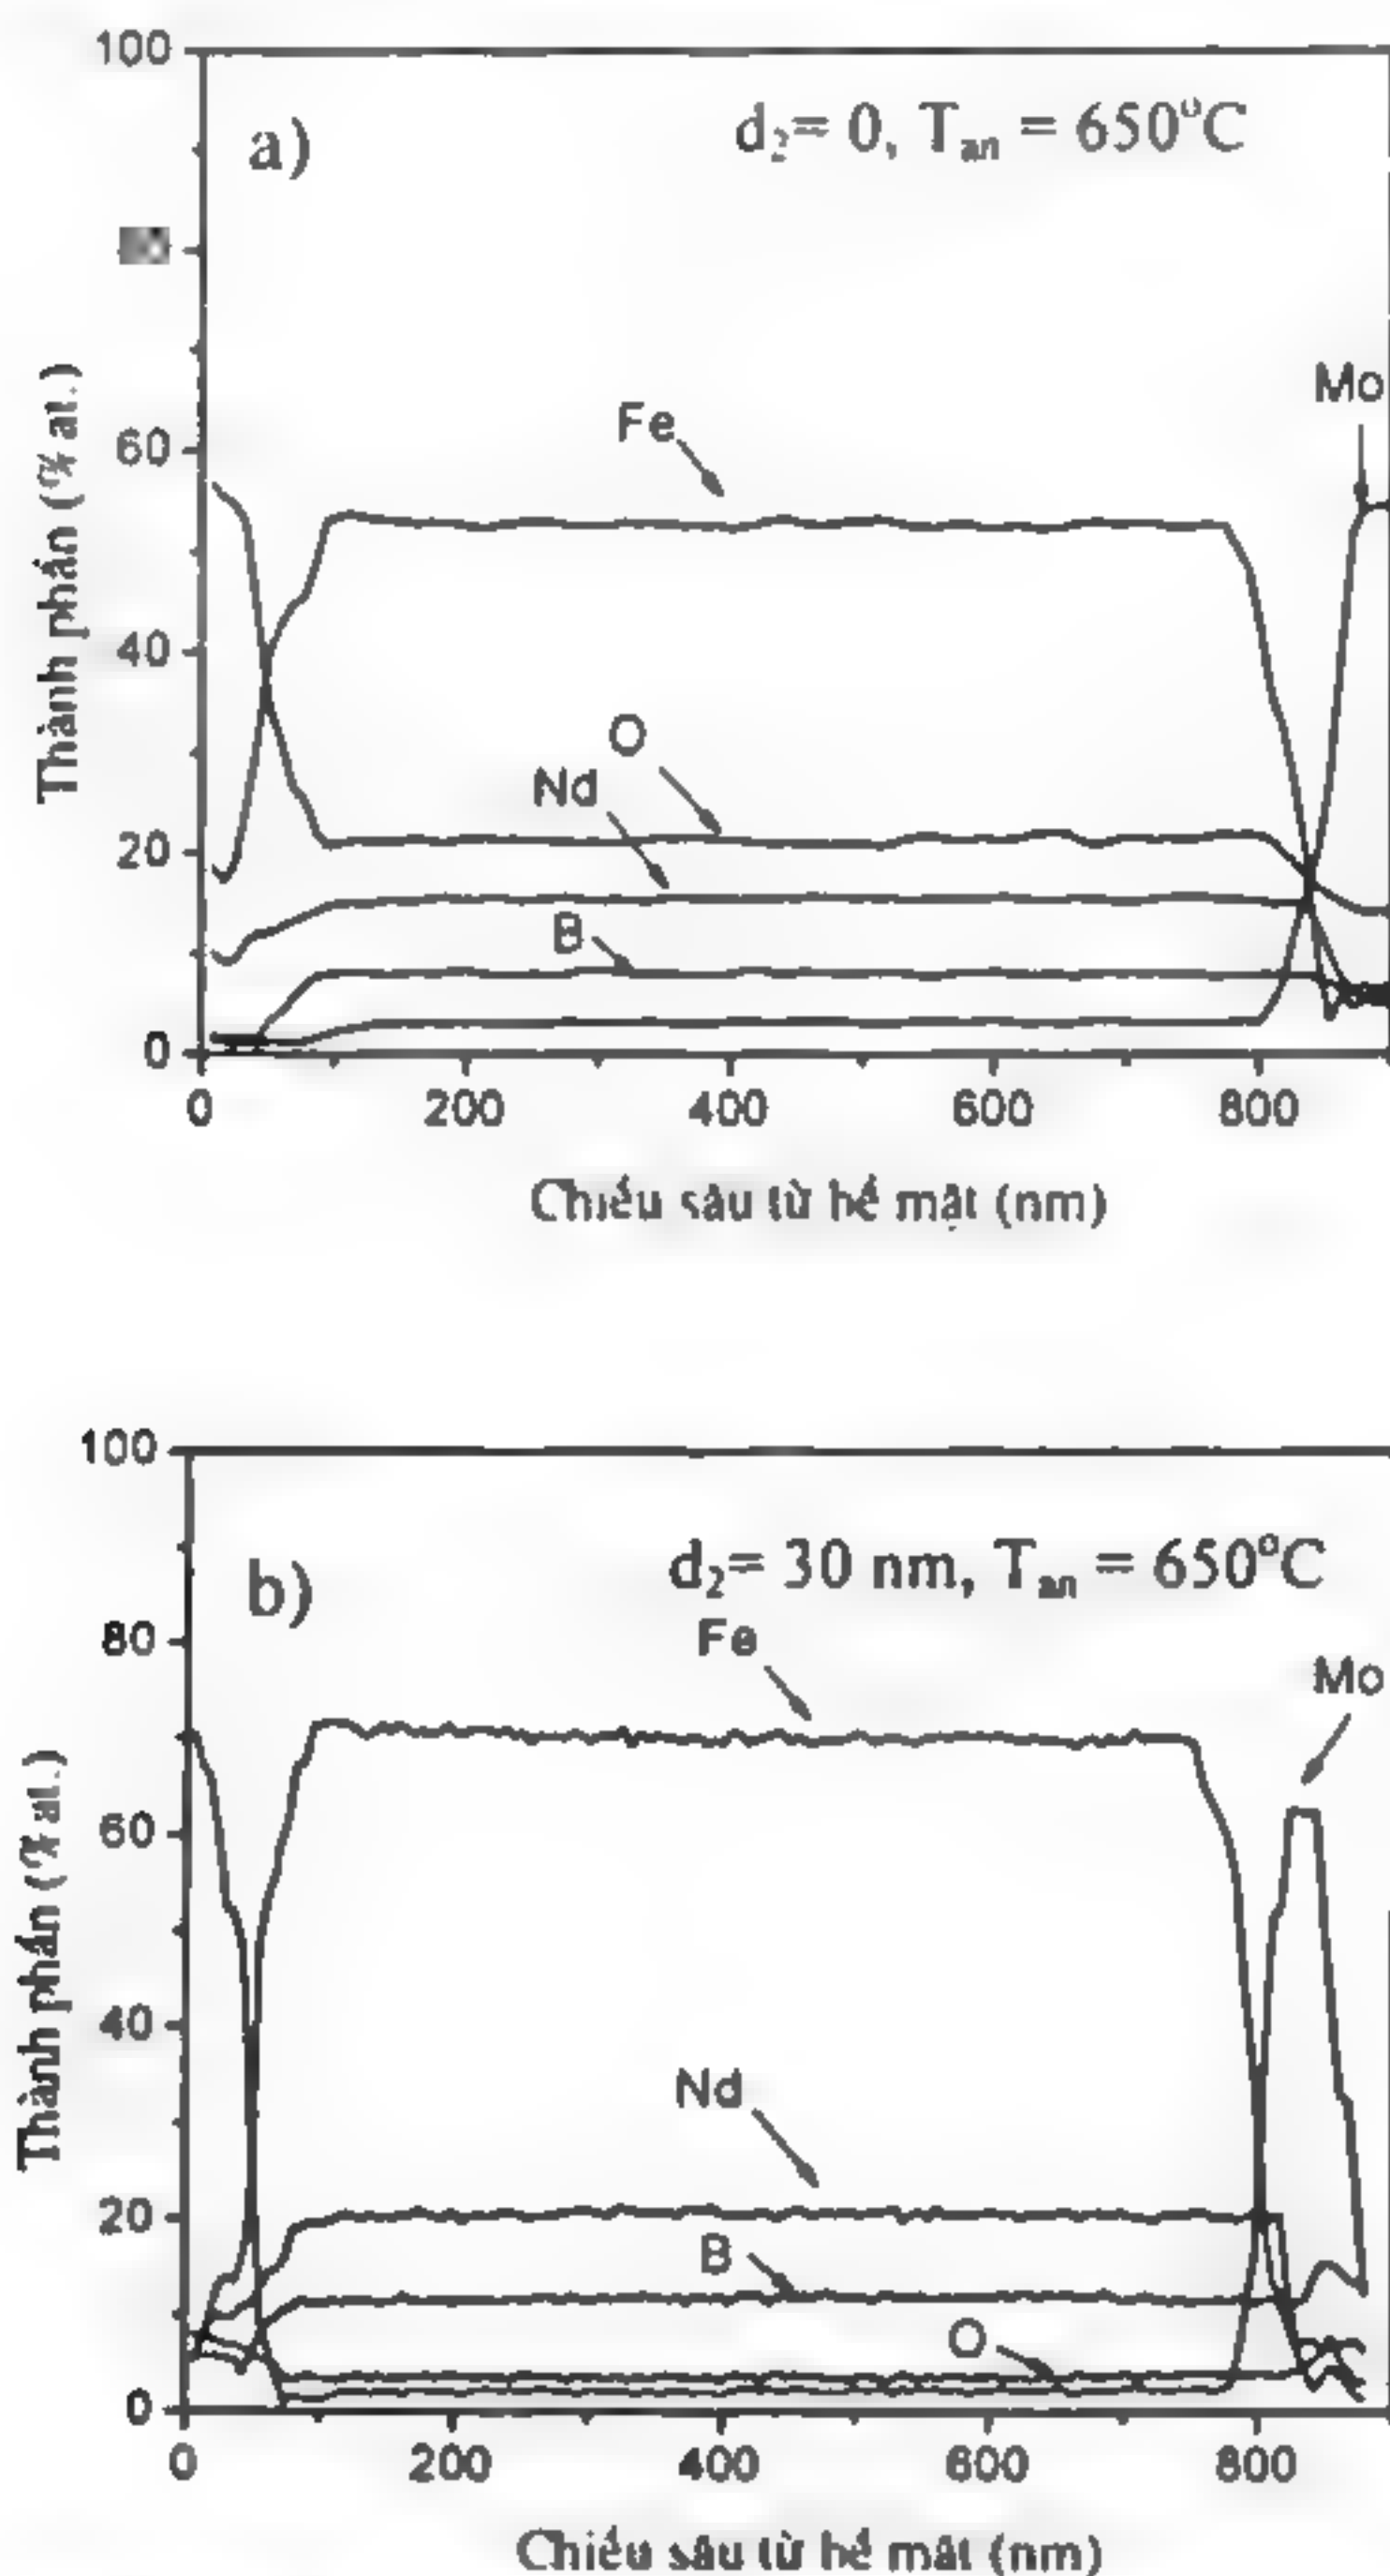 100
a)
d₂= 0, Tₐₙ = 650°C
Mo
Fe
60
Thành phần (% at.)
40
O
Nd
20
B
0
0 200 400 600 800
Chiều sâu từ bề mặt (nm)
100
b)
d₂= 30 nm, Tₐₙ = 650°C
80
Fe
Mo
60
Thành phần (% at.)
40
Nd
20
B
O
0
0 200 400 600 800
Chiều sâu từ bề mặt (nm)